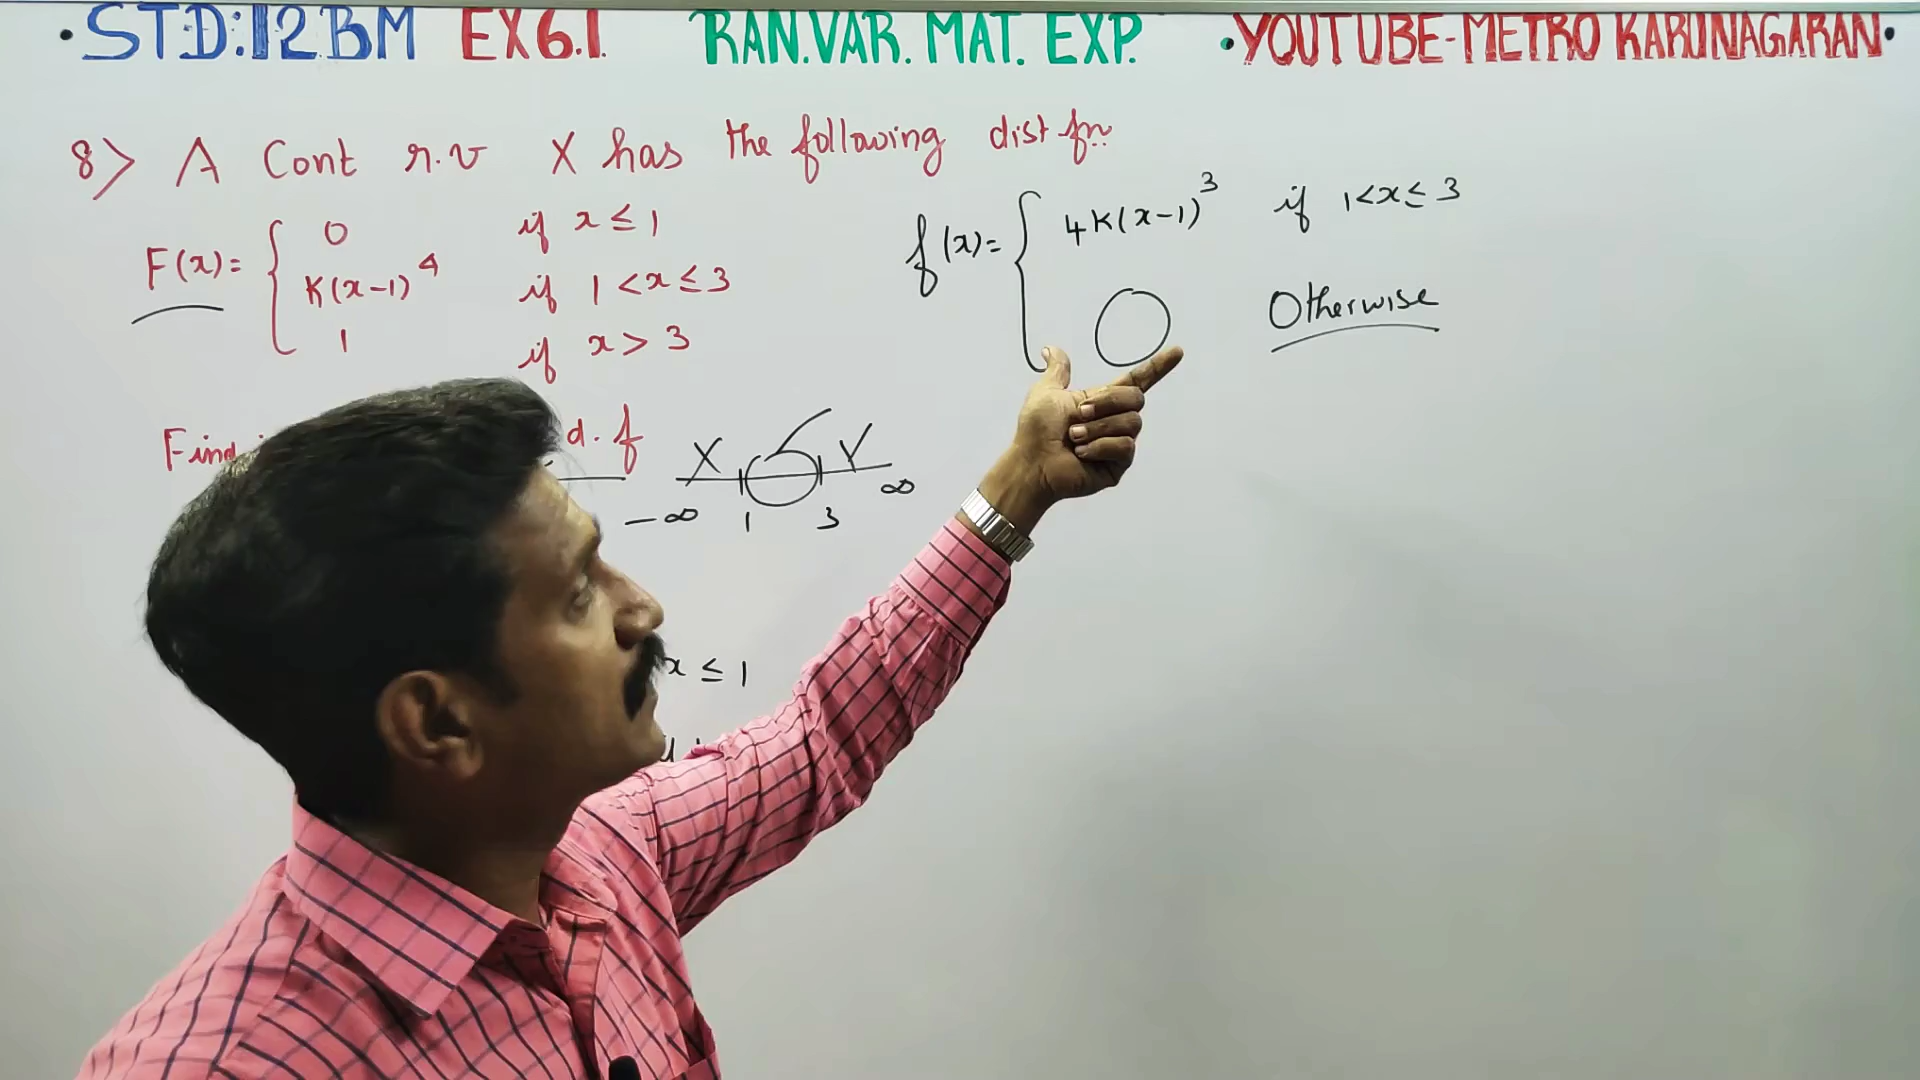 •STD:12BM EX6.1 RAN.VAR. MAT. EXP. •YOUTUBE-METRO KARUNAGARAN•
8> A Cont r.v X has the following dist fn.
F(x)= { 0 if x ≤ 1
K(x-1)^4 if 1 < x ≤ 3
1 if x > 3
f(x)= { 4K(x-1)^3 if 1<x≤ 3
0 Otherwise
Find d.f
-∞ 1 3 ∞
x ≤ 1